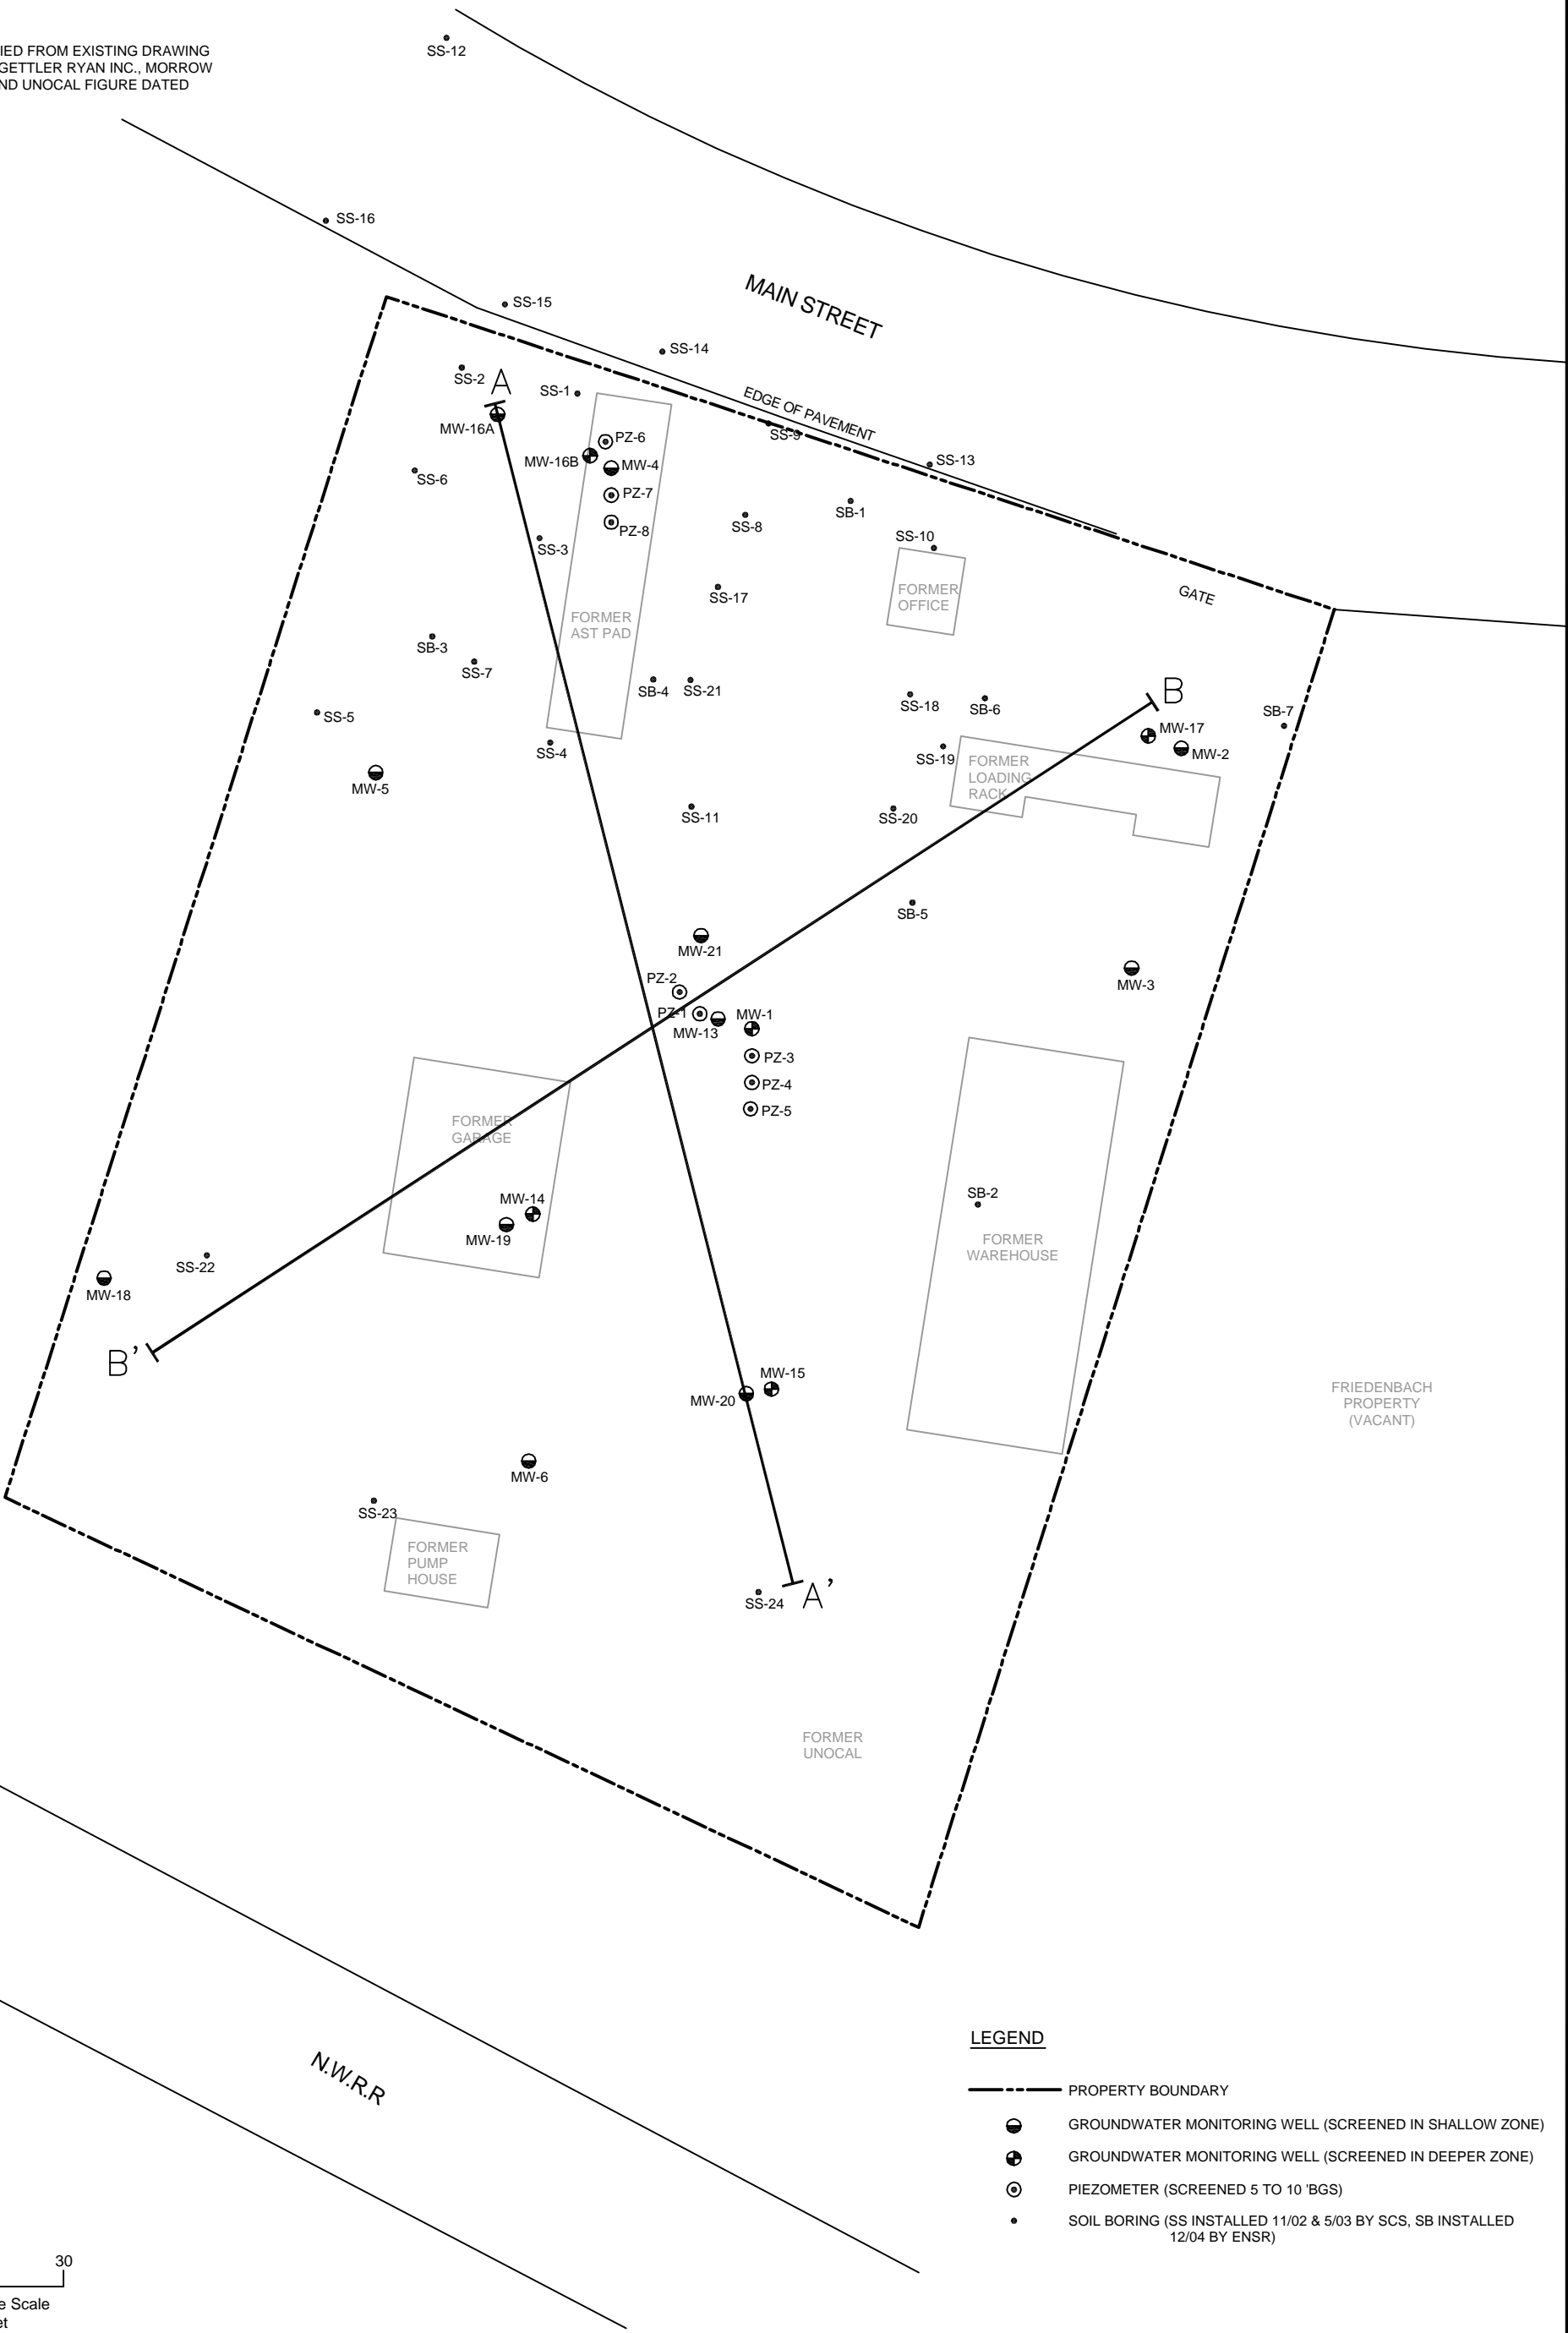 IED FROM EXISTING DRAWING
GETTLER RYAN INC., MORROW
ND UNOCAL FIGURE DATED
SS-12
SS-16
SS-15
MAIN STREET
SS-14
SS-2
A
SS-1
EDGE OF PAVEMENT
MW-16A
PZ-6
SS-9
MW-16B
MW-4
SS-13
SS-6
PZ-7
SB-1
SS-8
PZ-8
SS-10
SS-3
FORMER
OFFICE
GATE
SS-17
FORMER
AST PAD
SB-3
SS-7
SB-4
SS-21
B
SS-18
SB-6
SB-7
SS-5
MW-17
SS-4
SS-19
MW-2
FORMER
LOADING
RACK
MW-5
SS-11
SS-20
SB-5
MW-21
PZ-2
MW-3
PZ-1
MW-1
MW-13
PZ-3
PZ-4
PZ-5
FORMER
GARAGE
SB-2
MW-14
MW-19
FORMER
WAREHOUSE
SS-22
MW-18
B'
MW-15
MW-20
FRIEDENBACH
PROPERTY
(VACANT)
MW-6
SS-23
FORMER
PUMP
HOUSE
A'
SS-24
FORMER
UNOCAL
N.W.R.R
LEGEND
PROPERTY BOUNDARY
GROUNDWATER MONITORING WELL (SCREENED IN SHALLOW ZONE)
GROUNDWATER MONITORING WELL (SCREENED IN DEEPER ZONE)
PIEZOMETER (SCREENED 5 TO 10 'BGS)
SOIL BORING (SS INSTALLED 11/02 & 5/03 BY SCS, SB INSTALLED
12/04 BY ENSR)
30
e Scale
et